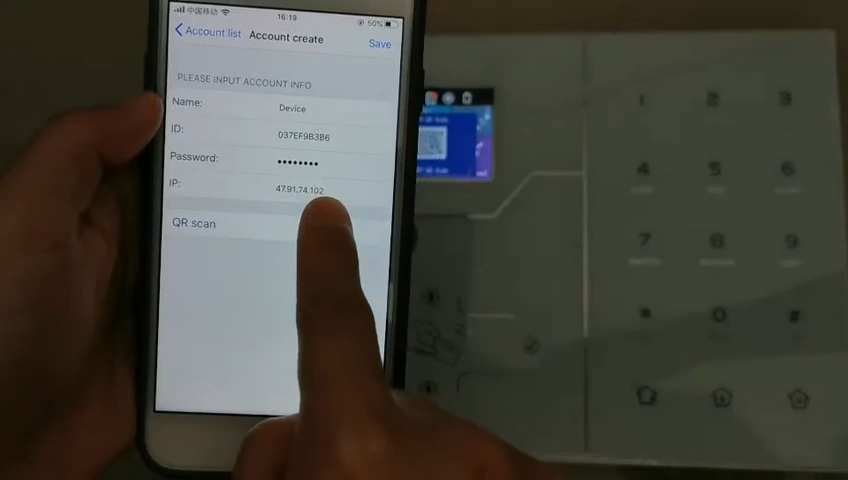 中国移动
16:19
50%
Account list
Account create
Save
PLEASE INPUT ACCOUNT INFO
Name:
Device
ID:
037EF9B3B6
Password:
••••••••
IP:
47.91.74.102
QR scan
1
2
3
4
5
6
7
8
9
*
0
#